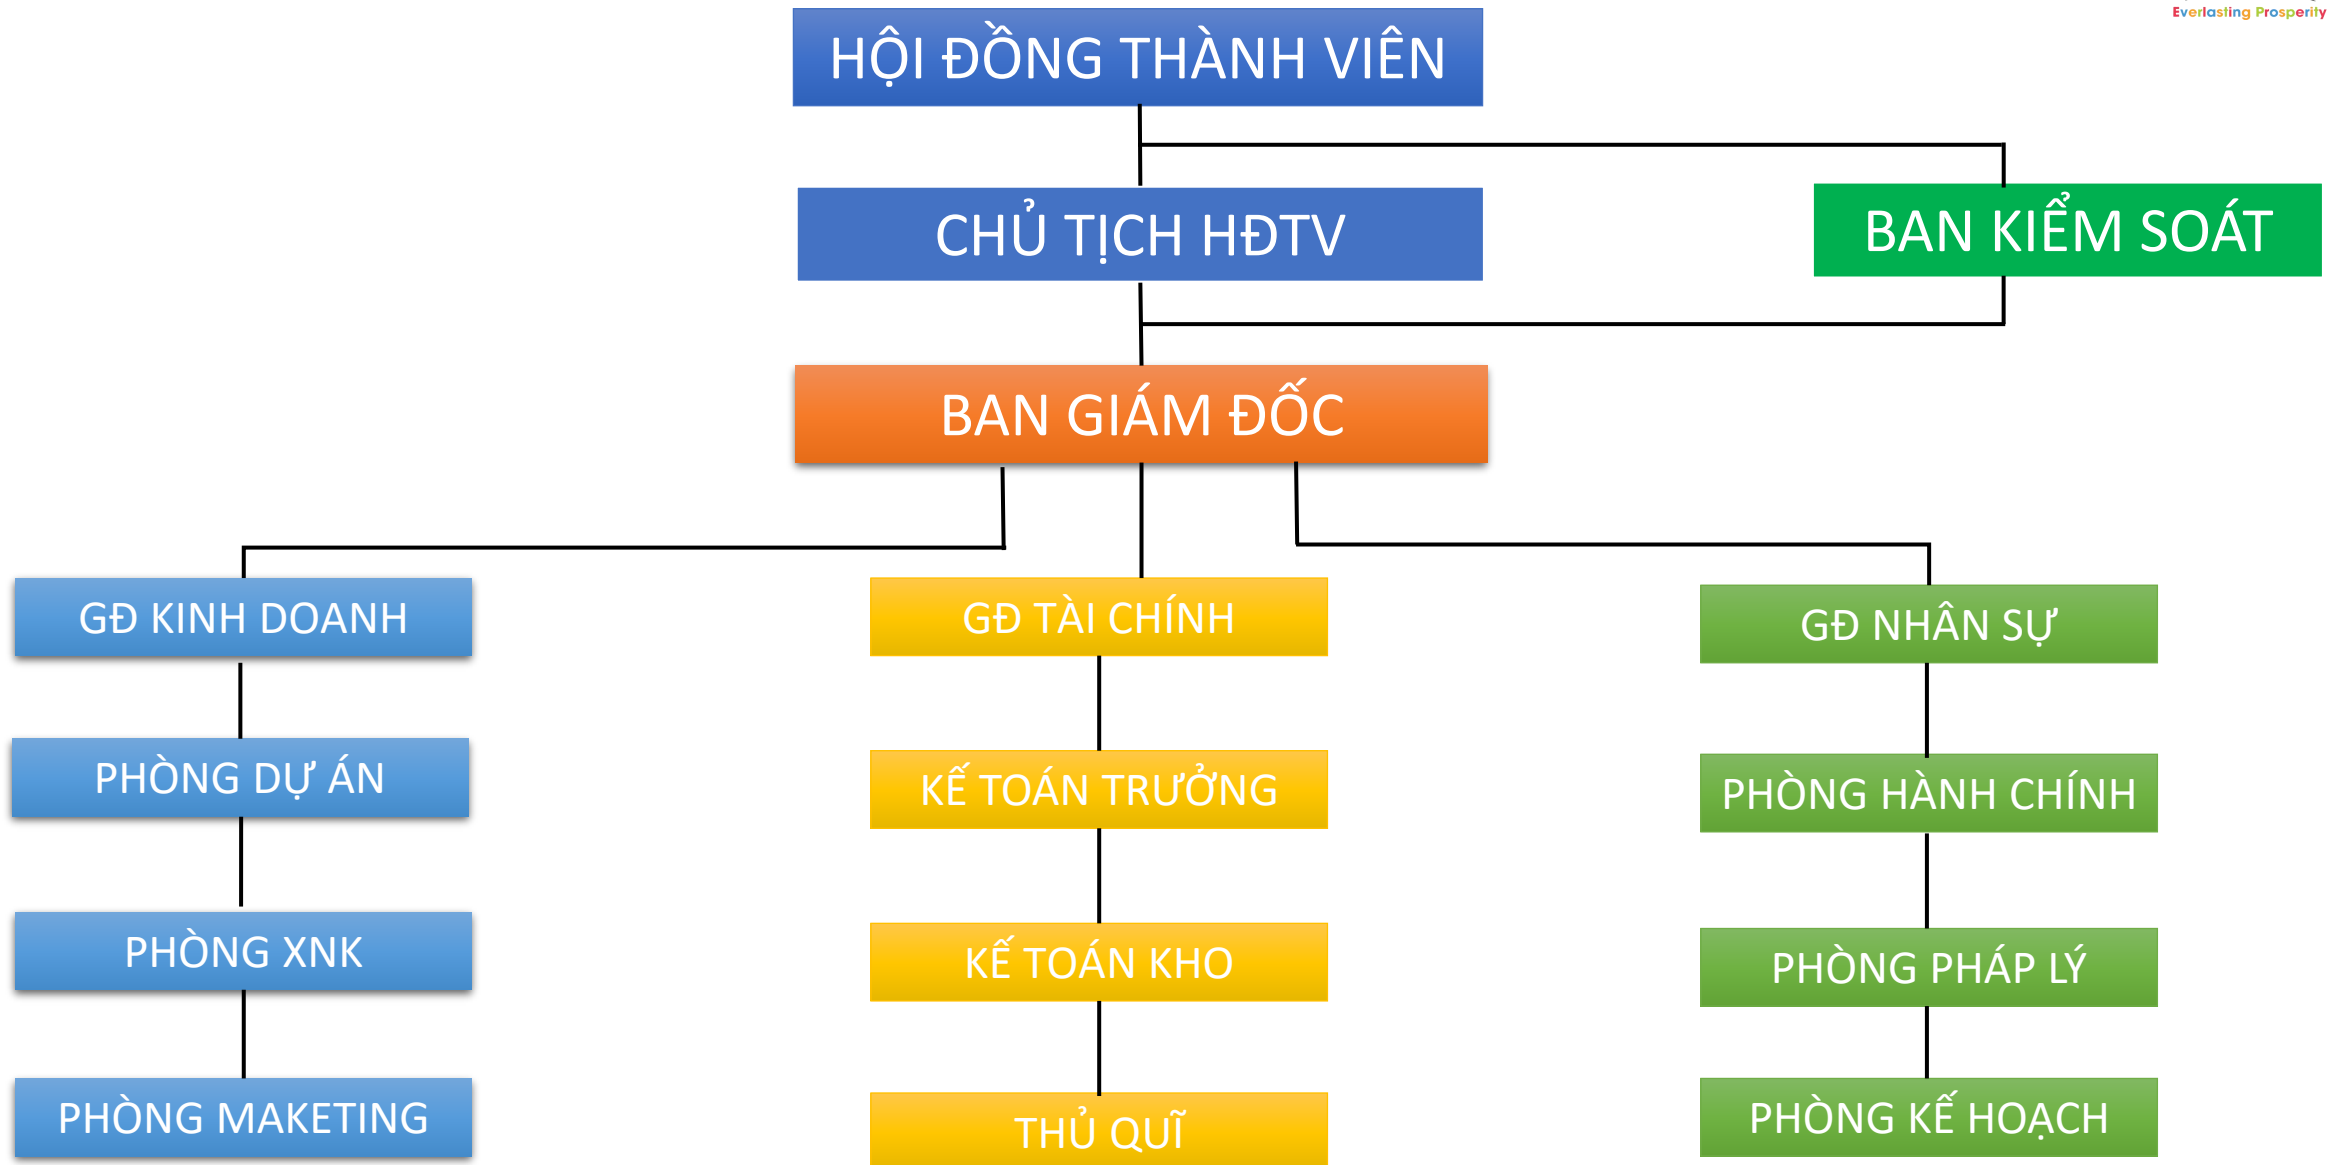 Everlasting Prosperity
HỘI ĐỒNG THÀNH VIÊN
CHỦ TỊCH HĐTV
BAN KIỂM SOÁT
BAN GIÁM ĐỐC
GĐ KINH DOANH
GĐ TÀI CHÍNH
GĐ NHÂN SỰ
PHÒNG DỰ ÁN
KẾ TOÁN TRƯỞNG
PHÒNG HÀNH CHÍNH
PHÒNG XNK
KẾ TOÁN KHO
PHÒNG PHÁP LÝ
PHÒNG MAKETING
THỦ QUĨ
PHÒNG KẾ HOẠCH